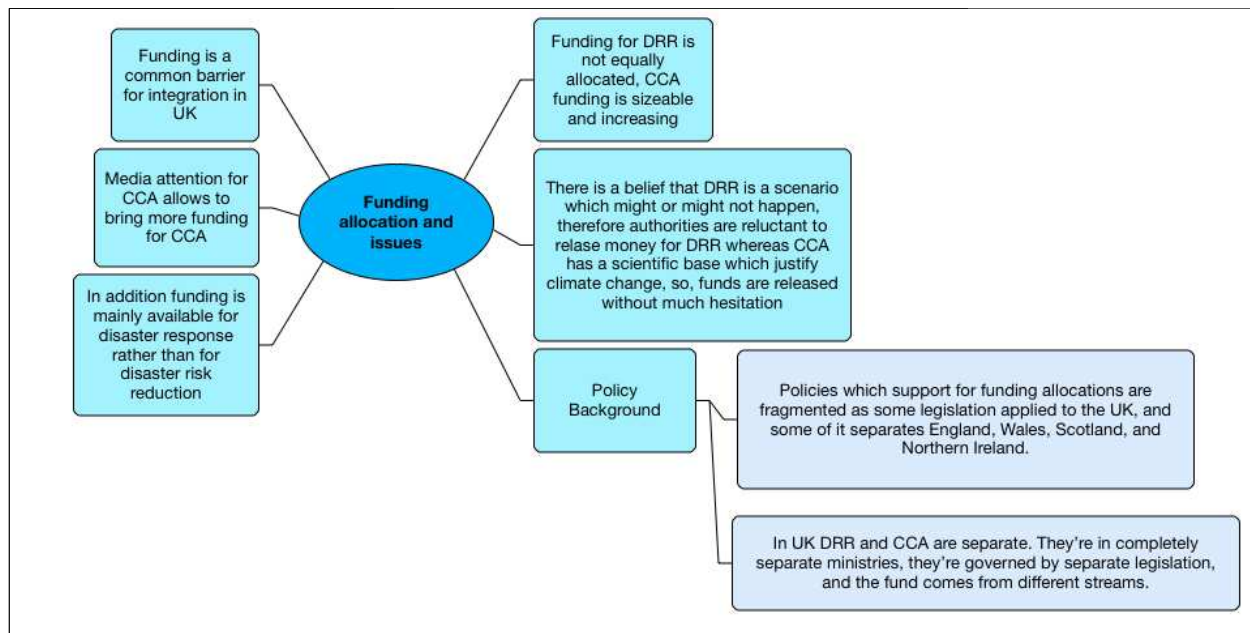 Funding is a
common barrier
for integration in
UK
Media attention for
CCA allows to
bring more funding
for CCA
In addition funding is
mainly available for
disaster response
rather than for
disaster risk
reduction
Funding
allocation and
issues
Funding for DRR is
not equally
allocated, CCA
funding is sizeable
and increasing
There is a belief that DRR is a scenario
which might or might not happen,
therefore authorities are reluctant to
relase money for DRR whereas CCA
has a scientific base which justify
climate change, so, funds are released
without much hesitation
Policy
Background
Policies which support for funding allocations are
fragmented as some legislation applied to the UK, and
some of it separates England, Wales, Scotland, and
Northern Ireland.
In UK DRR and CCA are separate. They’re in completely
separate ministries, they’re governed by separate legislation,
and the fund comes from different streams.